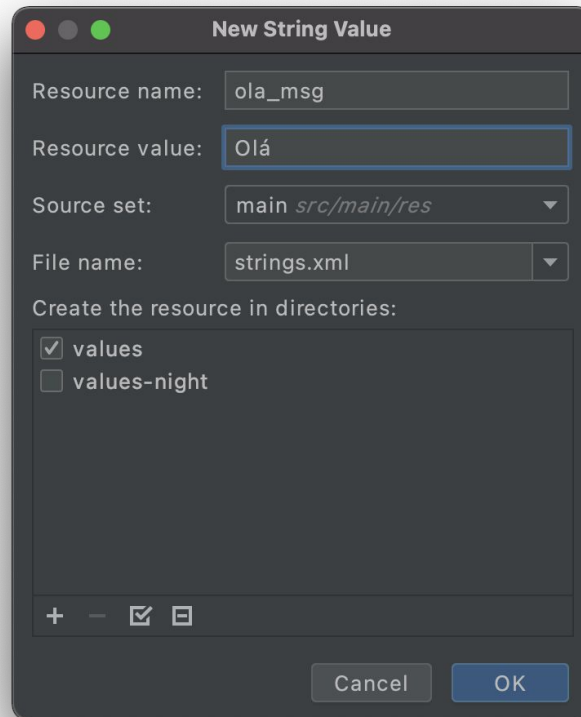 New String Value
Resource name: ola_msg
Resource value: Olá
Source set: main src/main/res
File name: strings.xml
Create the resource in directories:
values
values-night
Cancel OK